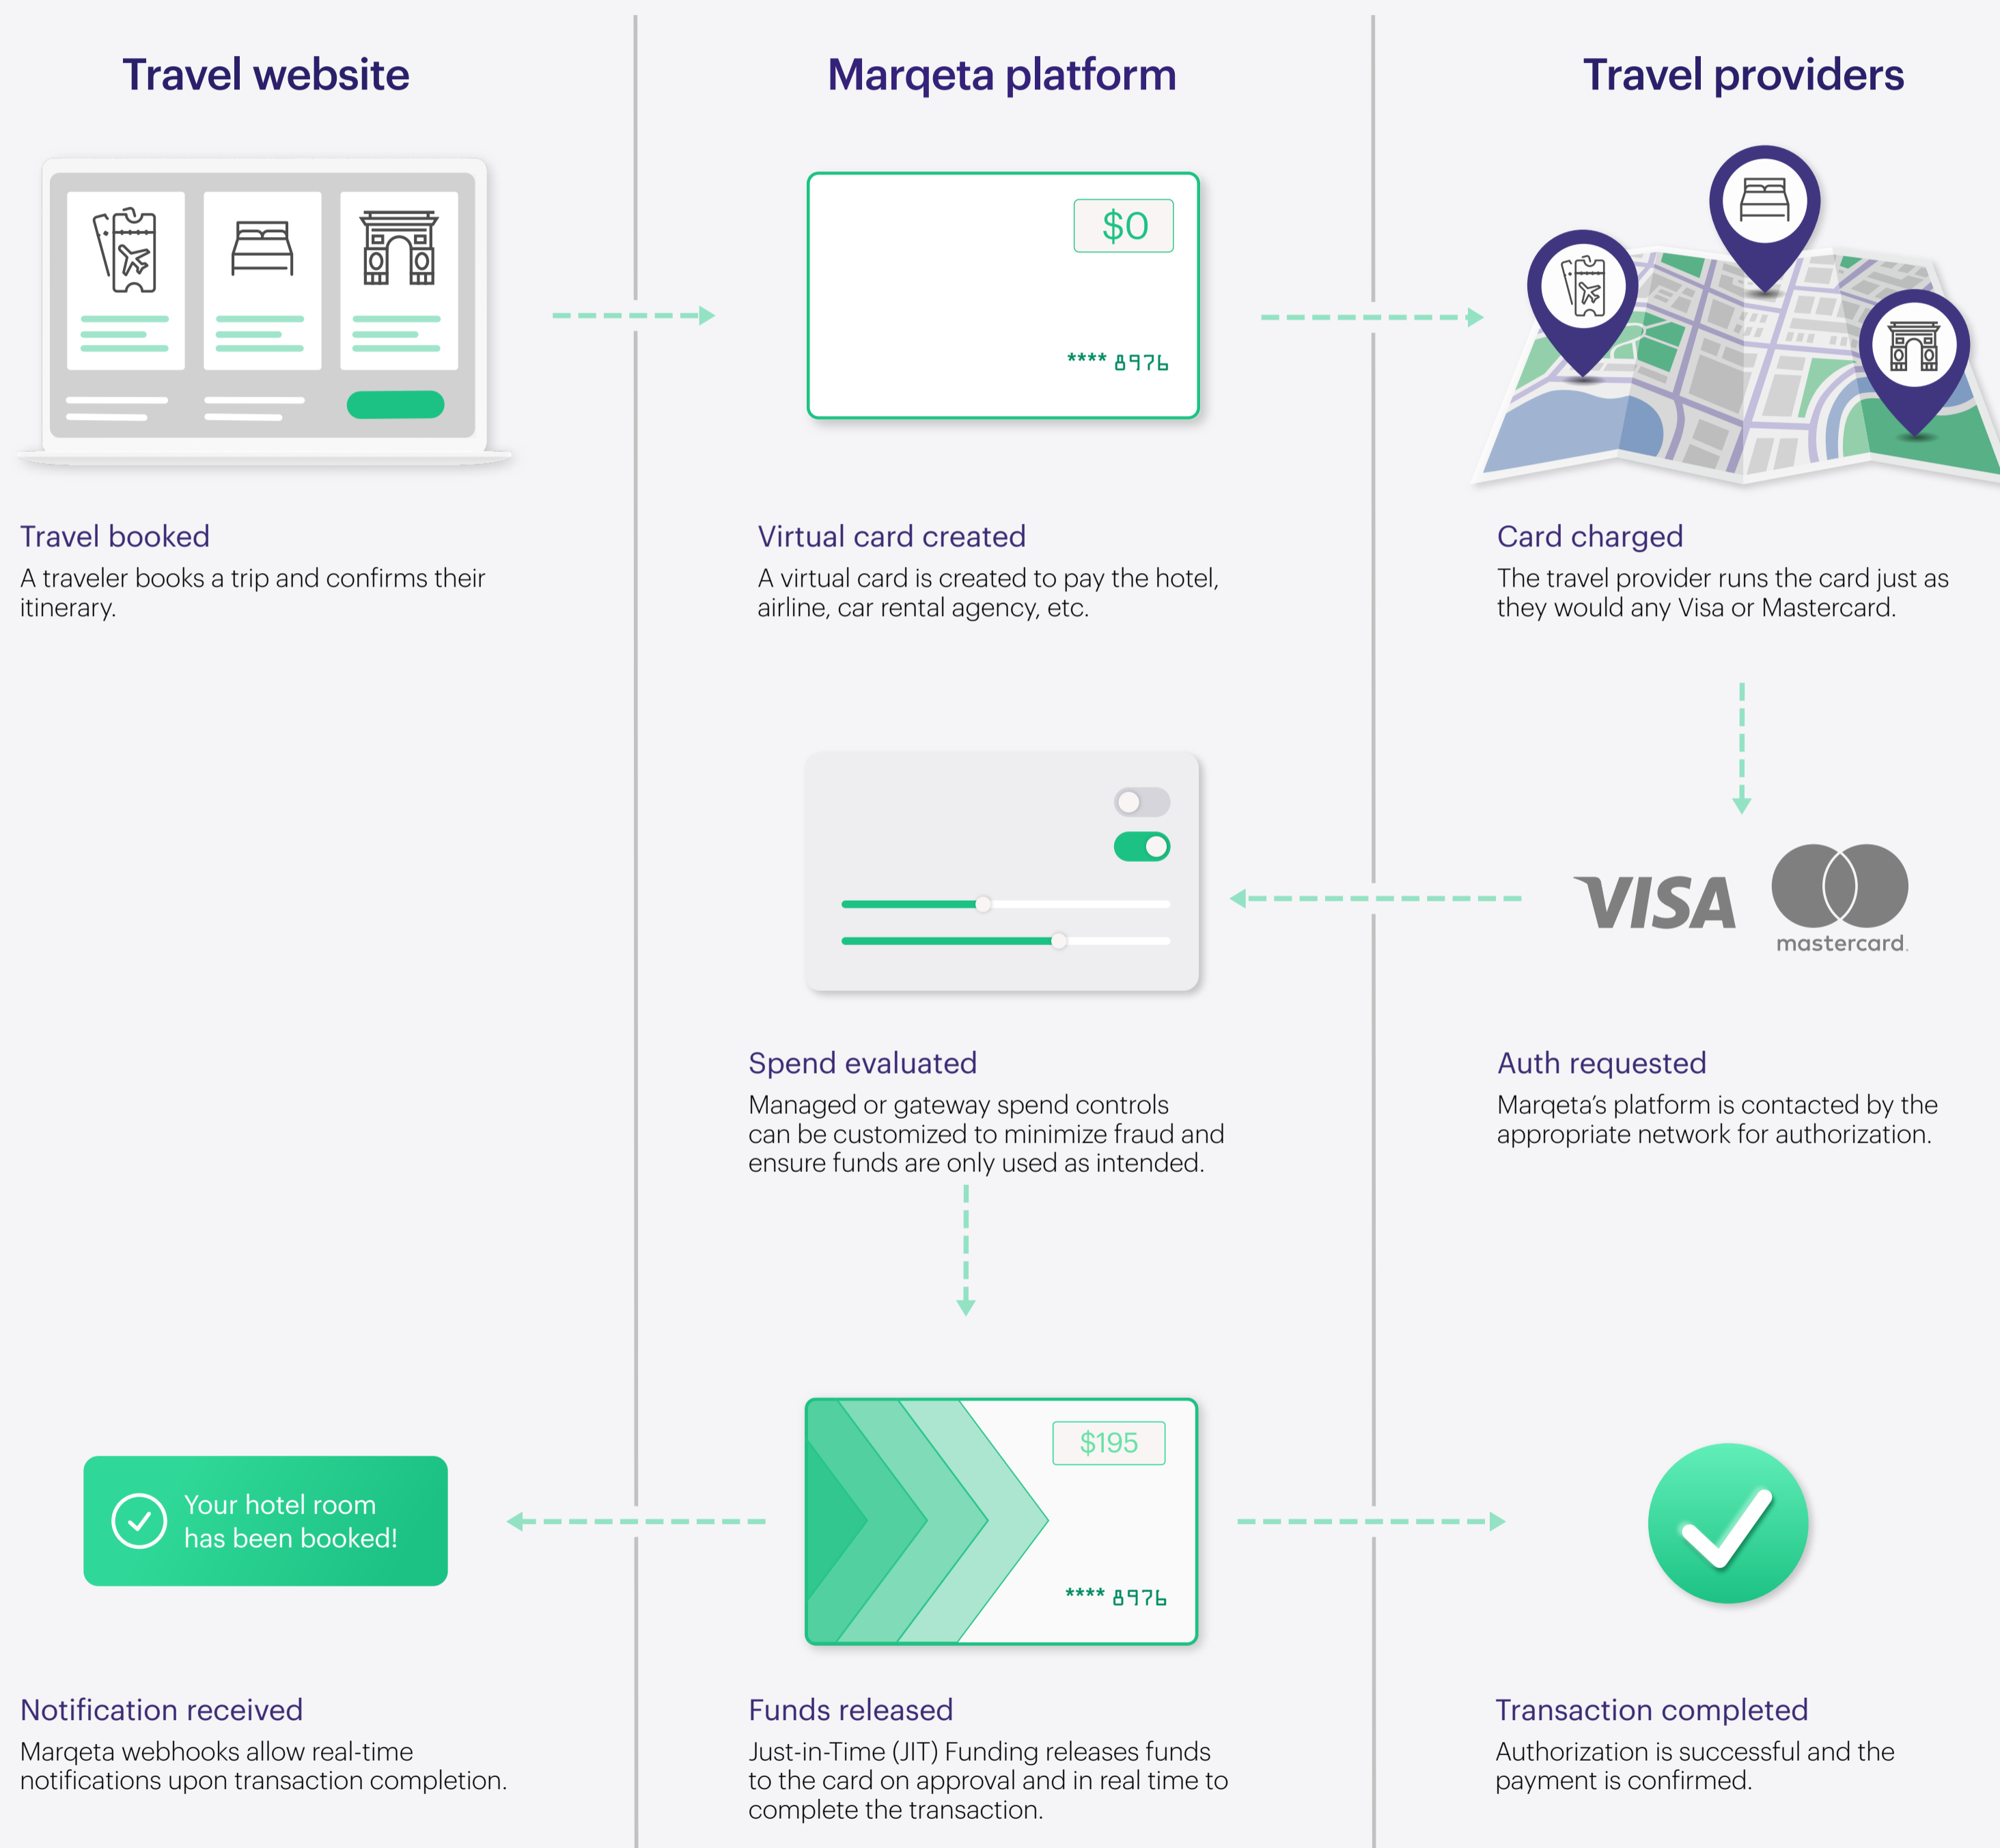 Travel website
Marqeta platform
Travel providers
$0
**** 8976
Travel booked
A traveler books a trip and confirms their
itinerary.
Virtual card created
A virtual card is created to pay the hotel,
airline, car rental agency, etc.
Card charged
The travel provider runs the card just as
they would any Visa or Mastercard.
VISA
mastercard.
Spend evaluated
Managed or gateway spend controls
can be customized to minimize fraud and
ensure funds are only used as intended.
Auth requested
Marqeta's platform is contacted by the
appropriate network for authorization.
Your hotel room
has been booked!
$195
**** 8976
Notification received
Marqeta webhooks allow real-time
notifications upon transaction completion.
Funds released
Just-in-Time (JIT) Funding releases funds
to the card on approval and in real time to
complete the transaction.
Transaction completed
Authorization is successful and the
payment is confirmed.